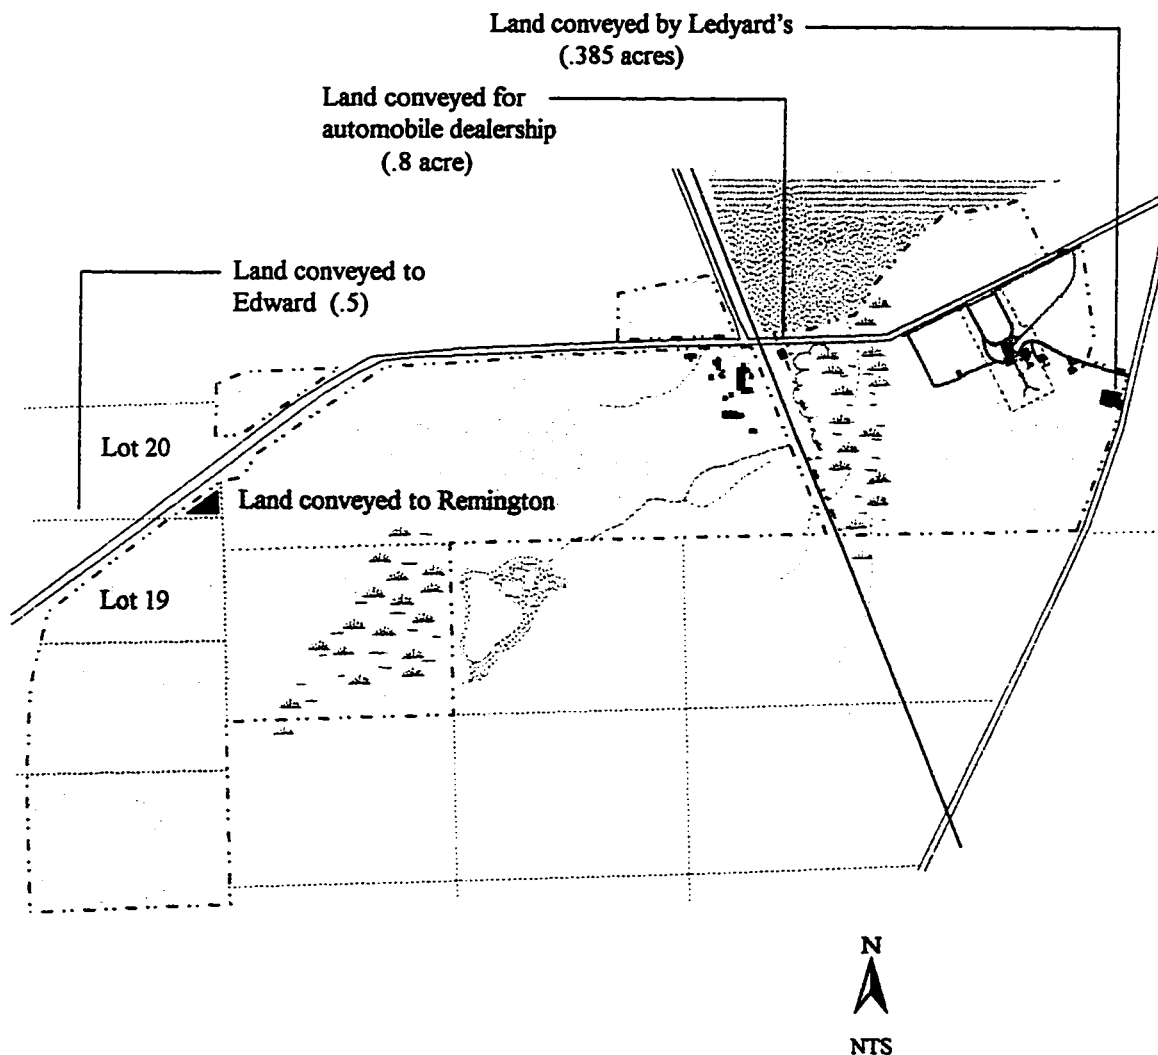 Land conveyed by Ledyard's
(.385 acres)
Land conveyed for
automobile dealership
(.8 acre)
Land conveyed to
Edward (.5)
Lot 20
Land conveyed to Remington
Lot 19
N
NTS